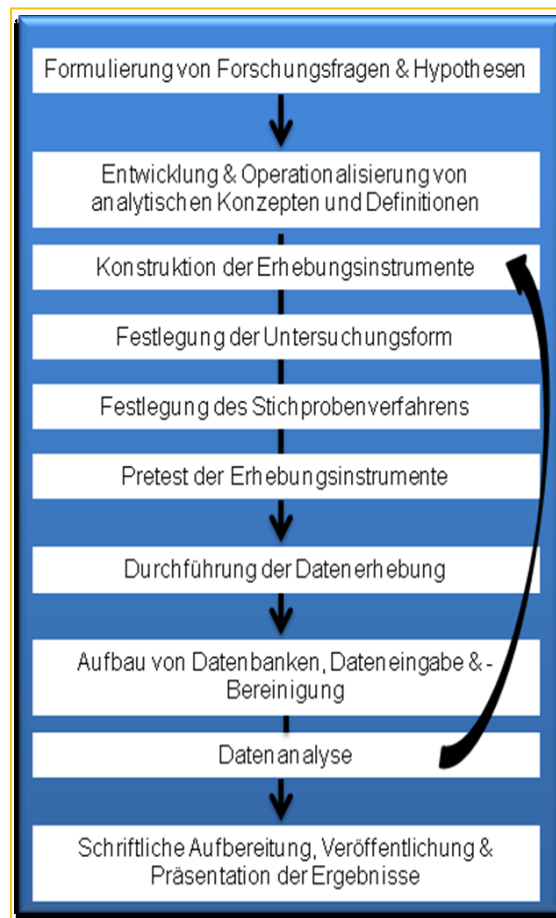 Formulierung von Forschungsfragen & Hypothesen
Entwicklung & Operationalisierung von
analytischen Konzepten und Definitionen
Konstruktion der Erhebungsinstrumente
Festlegung der Untersuchungsform
Festlegung des Stichprobenverfahrens
Pretest der Erhebungsinstrumente
Durchführung der Datenerhebung
Aufbau von Datenbanken, Dateneingabe & -
Bereinigung
Datenanalyse
Schriftliche Aufbereitung, Veröffentlichung &
Präsentation der Ergebnisse